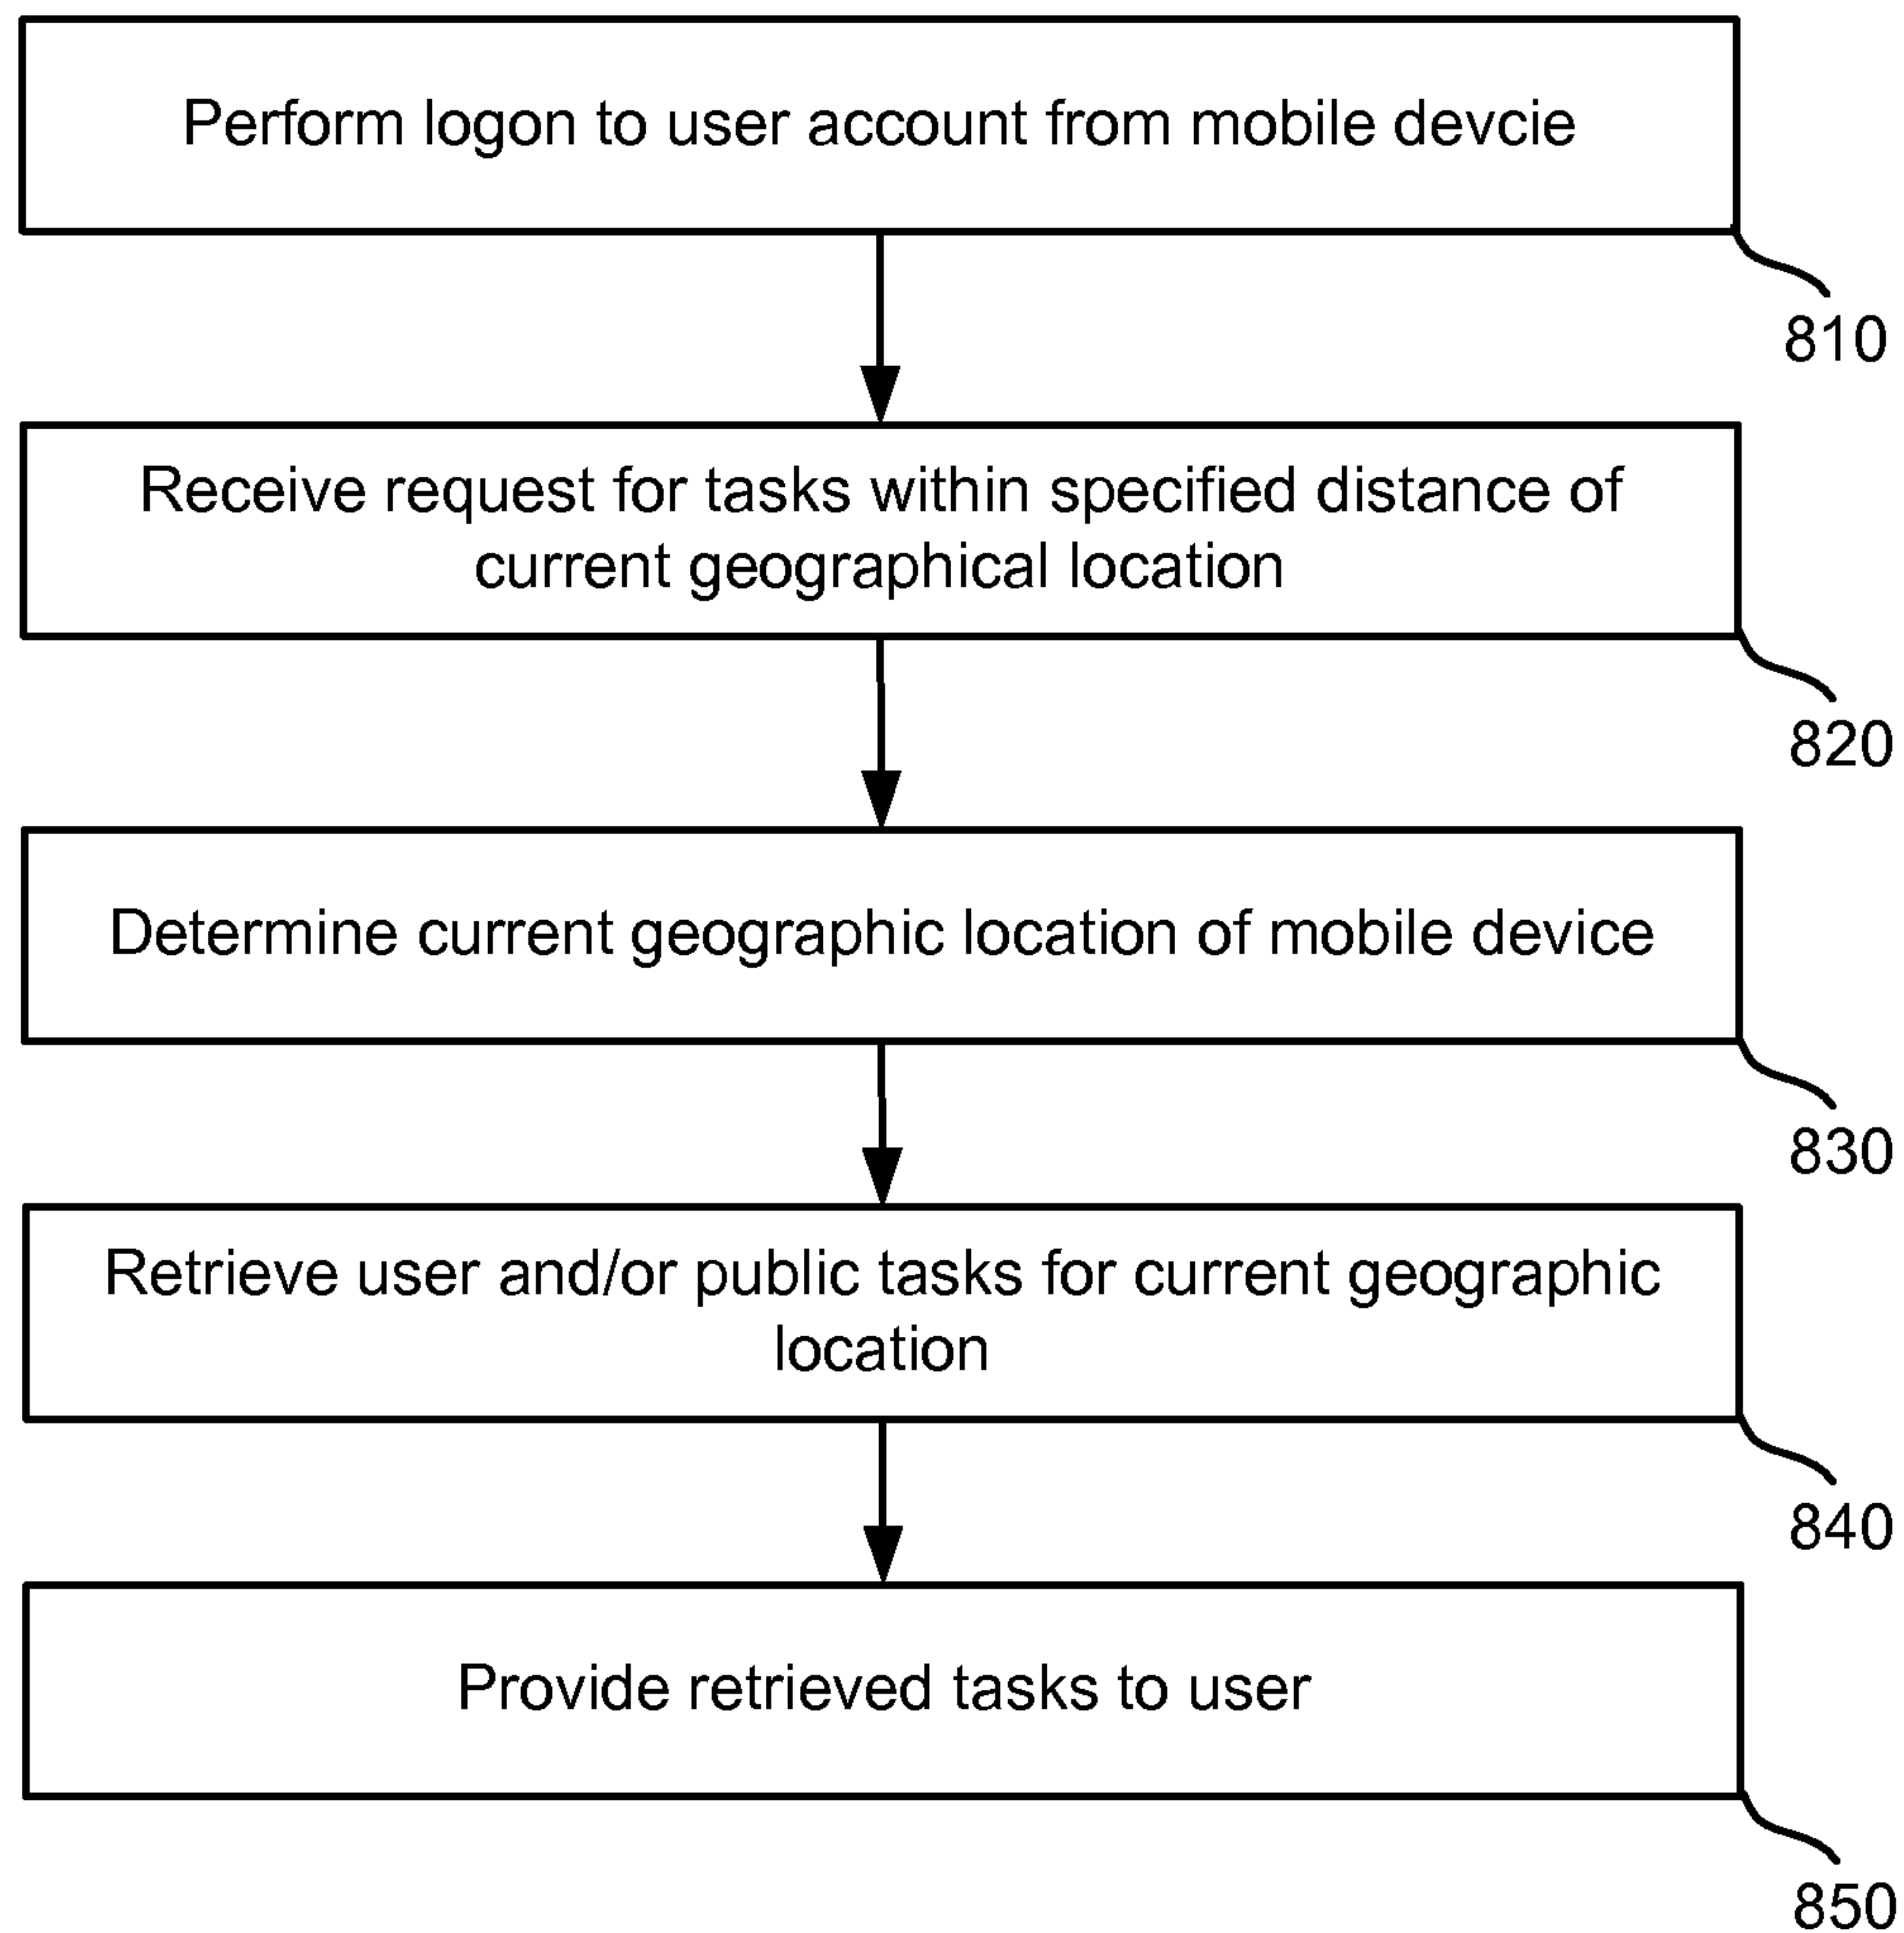 Perform logon to user account from mobile devcie
810
Receive request for tasks within specified distance of
current geographical location
820
Determine current geographic location of mobile device
830
Retrieve user and/or public tasks for current geographic
location
840
Provide retrieved tasks to user
850